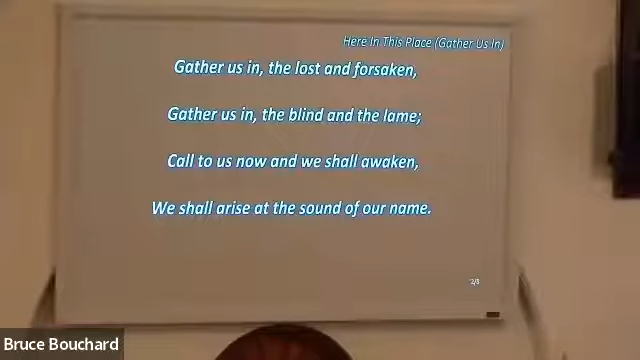 Here In This Place (Gather Us In)
Gather us in, the lost and forsaken,
Gather us in, the blind and the lame;
Call to us now and we shall awaken,
We shall arise at the sound of our name.
2/8
Bruce Bouchard